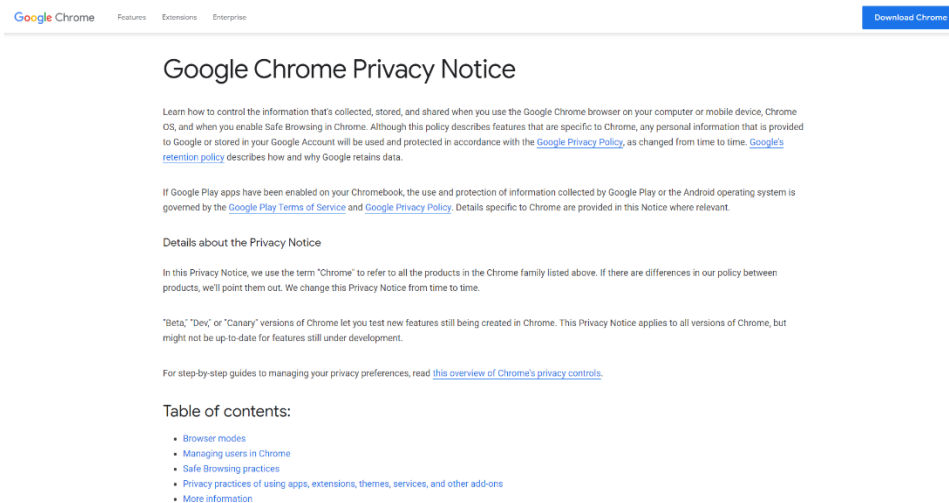 Google Chrome Features Extensions Enterprise Download Chrome
Google Chrome Privacy Notice
Learn how to control the information that's collected, stored, and shared when you use the Google Chrome browser on your computer or mobile device, Chrome
OS, and when you enable Safe Browsing in Chrome. Although this policy describes features that are specific to Chrome, any personal information that is provided
to Google or stored in your Google Account will be used and protected in accordance with the Google Privacy Policy, as changed from time to time. Google's
retention policy describes how and why Google retains data.
If Google Play apps have been enabled on your Chromebook, the use and protection of information collected by Google Play or the Android operating system is
governed by the Google Play Terms of Service and Google Privacy Policy. Details specific to Chrome are provided in this Notice where relevant.
Details about the Privacy Notice
In this Privacy Notice, we use the term "Chrome" to refer to all the products in the Chrome family listed above. If there are differences in our policy between
products, we'll point them out. We change this Privacy Notice from time to time.
"Beta," "Dev," or "Canary" versions of Chrome let you test new features still being created in Chrome. This Privacy Notice applies to all versions of Chrome, but
might not be up-to-date for features still under development.
For step-by-step guides to managing your privacy preferences, read this overview of Chrome's privacy controls.
Table of contents:
• Browser modes
• Managing users in Chrome
• Safe Browsing practices
• Privacy practices of using apps, extensions, themes, services, and other add-ons
• More information